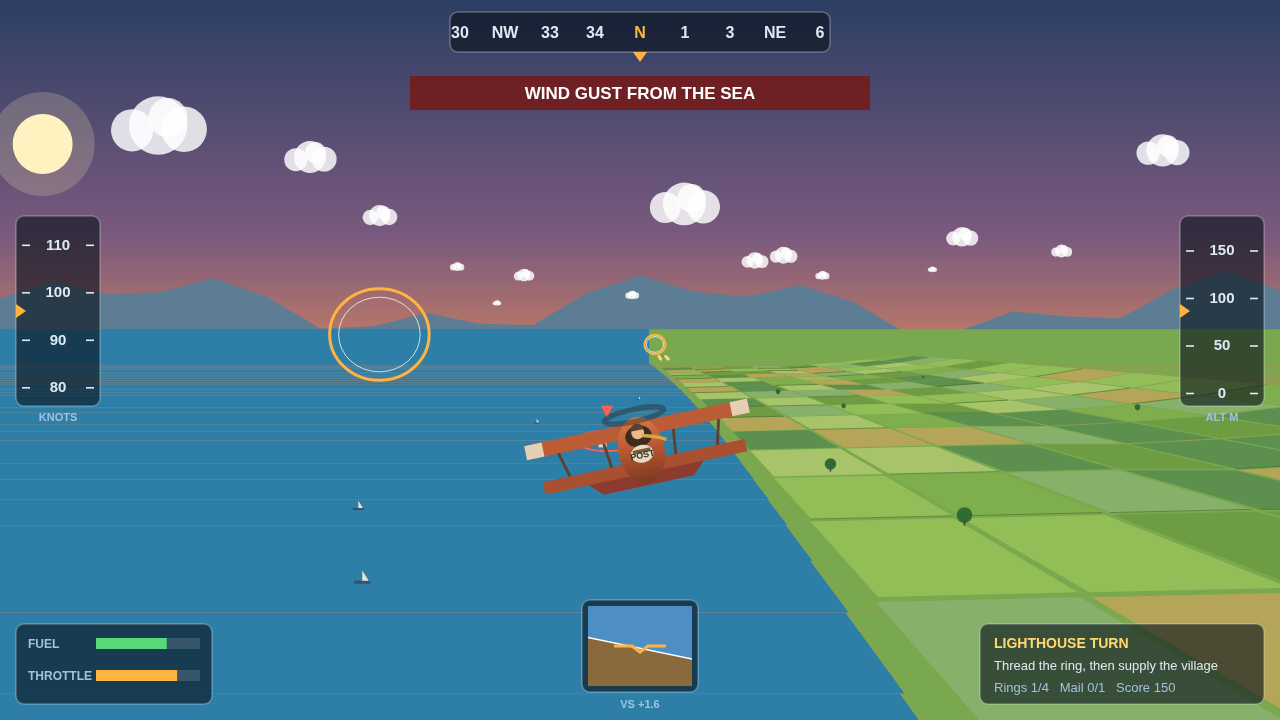 30 NW 33 34 N 1 3 NE 6
WIND GUST FROM THE SEA
110
100
90
80
KNOTS
150
100
50
0
ALT M
POST
FUEL
THROTTLE
VS +1.6
LIGHTHOUSE TURN
Thread the ring, then supply the village
Rings 1/4 Mail 0/1 Score 150